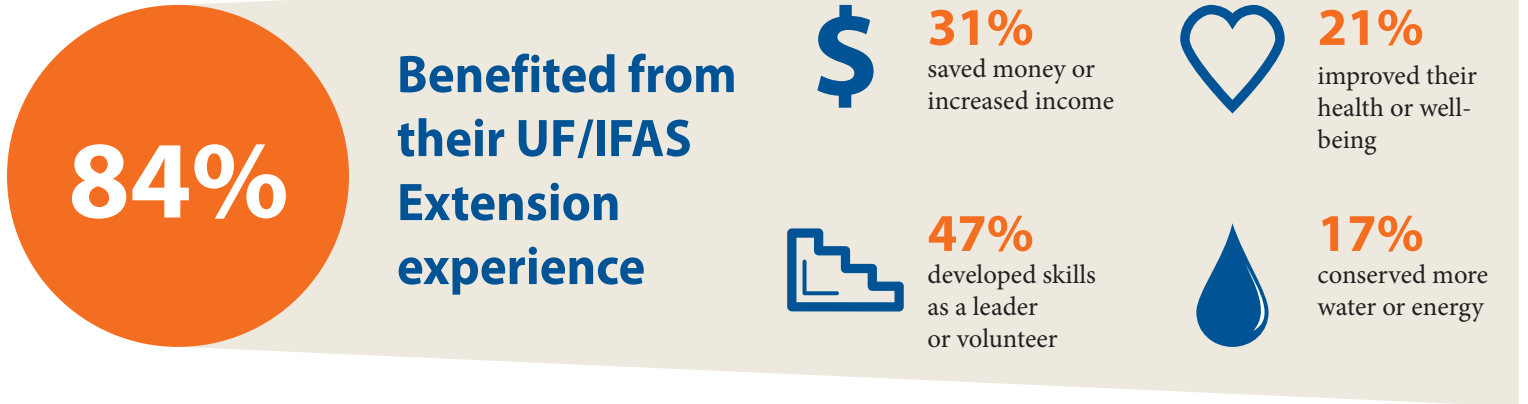 84%
Benefited from
their UF/IFAS
Extension
experience
31%
saved money or
increased income
21%
improved their
health or well-
being
47%
developed skills
as a leader
or volunteer
17%
conserved more
water or energy